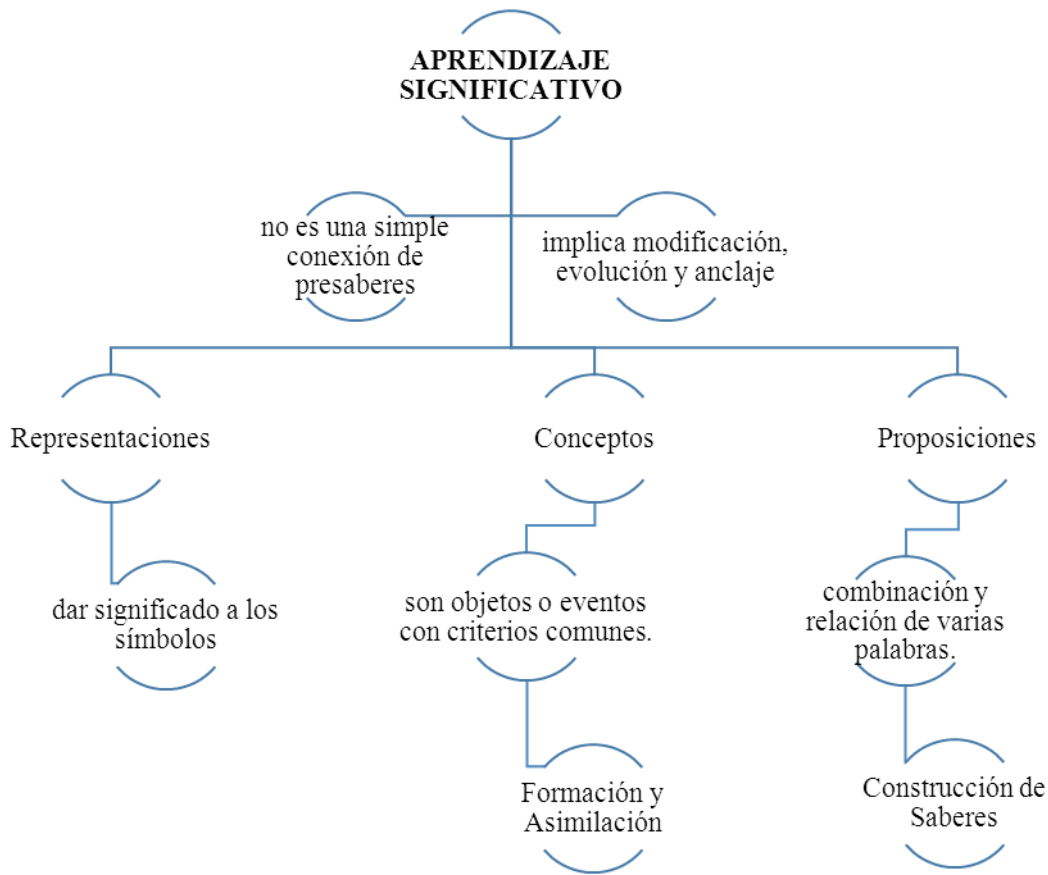 APRENDIZAJE
SIGNIFICATIVO
no es una simple
conexión de
presaberes
implica modificación,
evolución y anclaje
Representaciones
Conceptos
Proposiciones
dar significado a los
símbolos
son objetos o eventos
con criterios comunes.
combinación y
relación de varias
palabras.
Formación y
Asimilación
Construcción de
Saberes